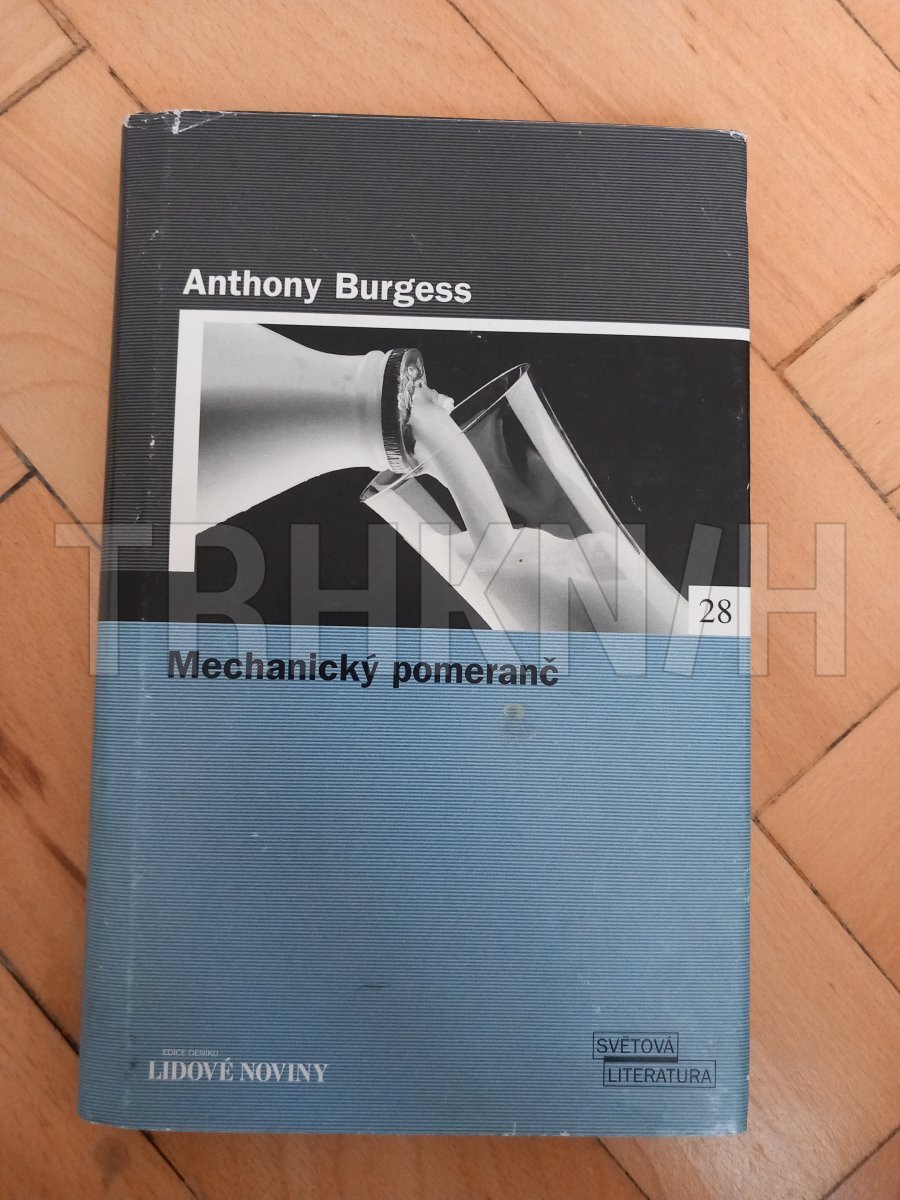 Anthony Burgess
28
Mechanický pomeranč
EDICE DENÍKU
LIDOVÉ NOVINY
SVĚTOVÁ
LITERATURA
TRHKNIH